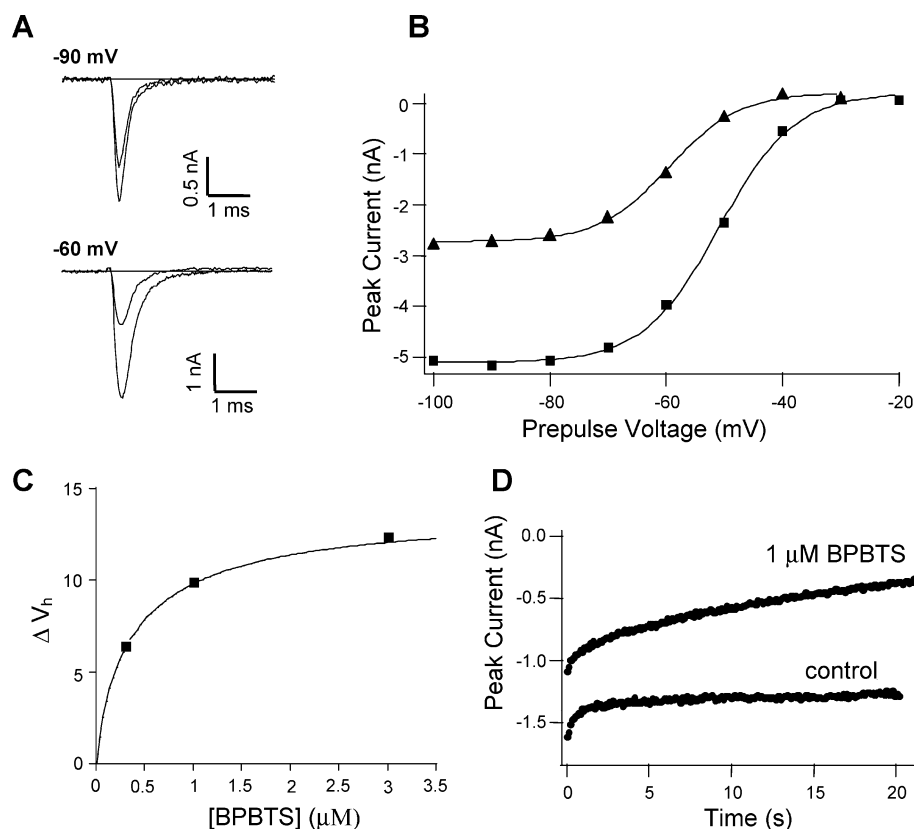 A
-90 mV
0.5 nA
1 ms
-60 mV
1 nA
1 ms
B
Peak Current (nA)
0
-1
-2
-3
-4
-5
-100
-80
-60
-40
-20
Prepulse Voltage (mV)
C
Δ Vh
15
10
5
0
0
0.5
1
1.5
2
2.5
3
3.5
[BPBTS] (μM)
D
Peak Current (nA)
0.0
-0.5
-1.0
-1.5
1 μM BPBTS
control
0
5
10
15
20
Time (s)